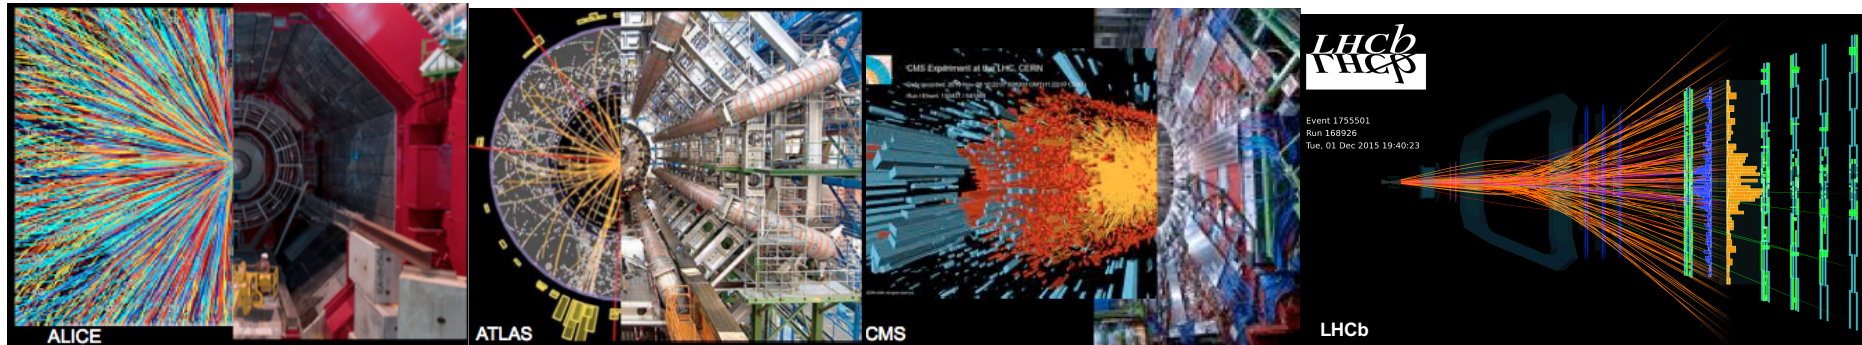 ALICE
ATLAS
CMS Experiment at the LHC, CERN
CMS
LHCb
LHCb
Event 1755501
Run 168926
Tue, 01 Dec 2015 19:40:23
LHCb